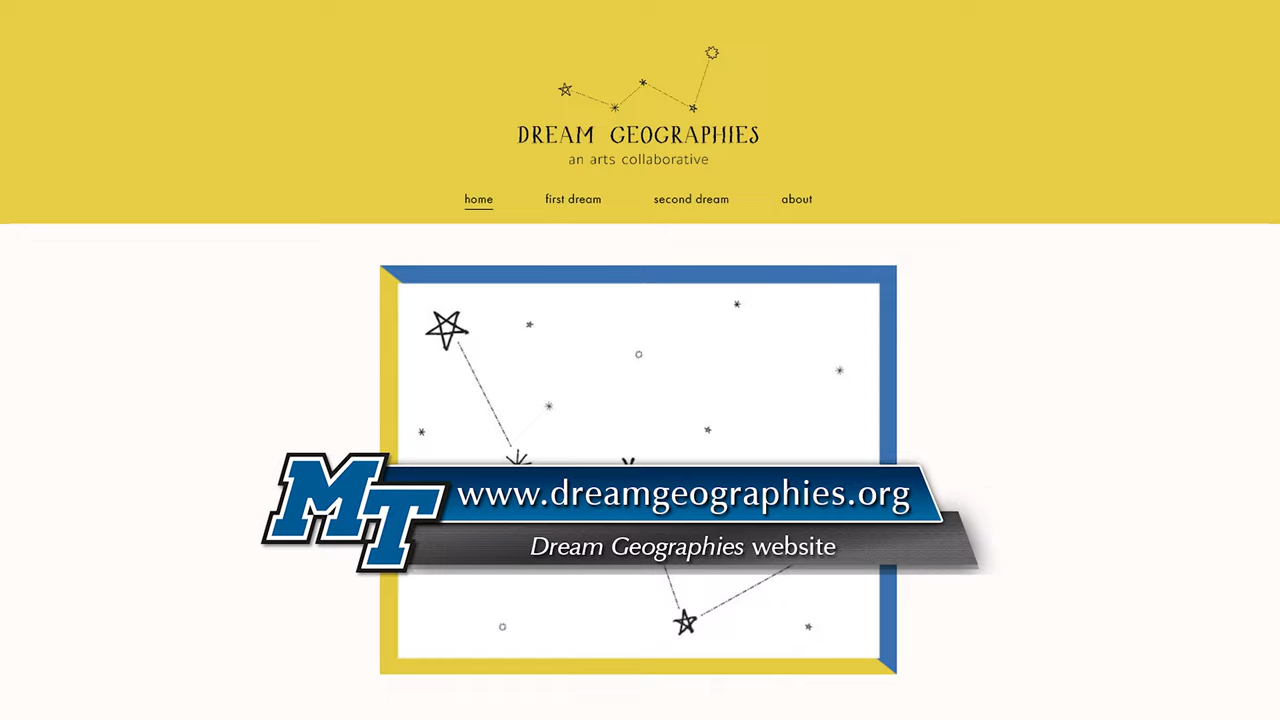 DREAM GEOGRAPHIES
an arts collaborative
home first dream second dream about
MT www.dreamgeographies.org
Dream Geographies website